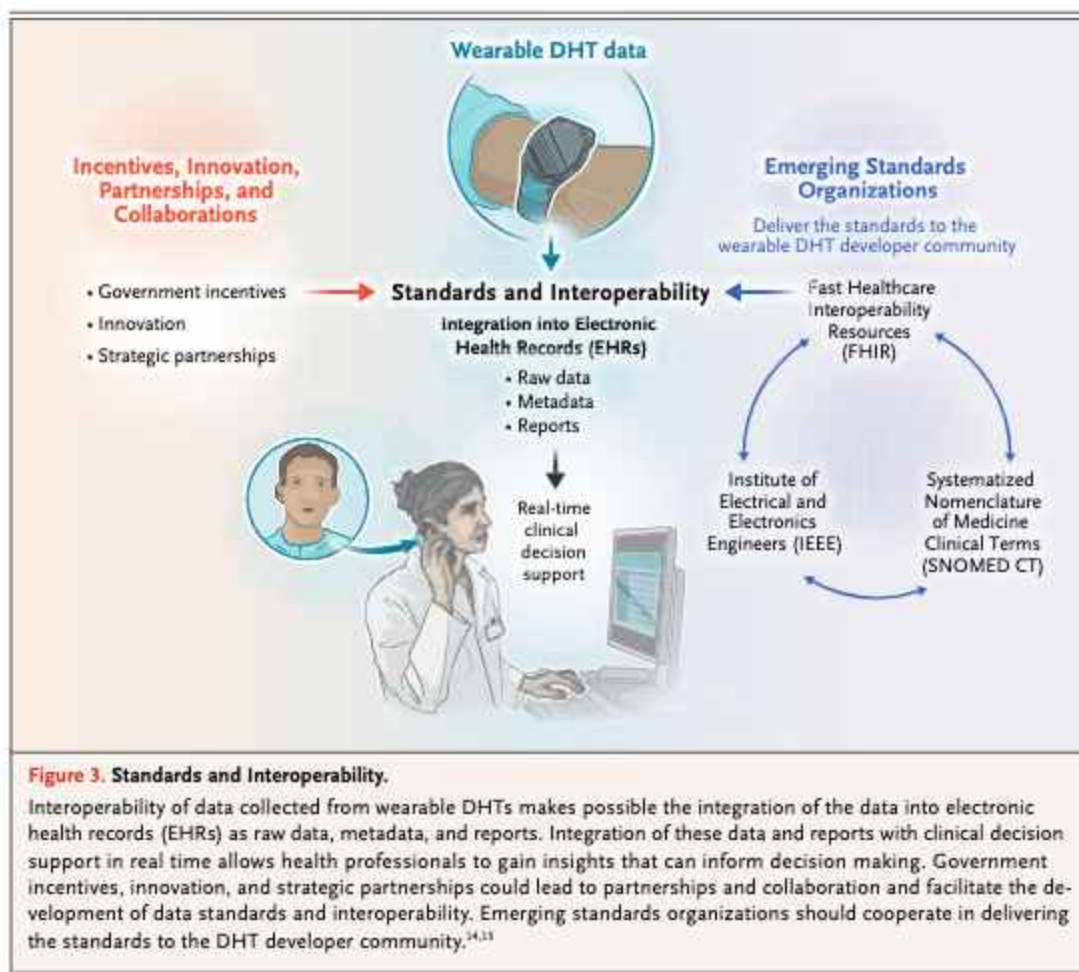 Wearable DHT data
Incentives, Innovation,
Partnerships, and
Collaborations
• Government incentives
• Innovation
• Strategic partnerships
Standards and Interoperability
Integration into Electronic
Health Records (EHRs)
• Raw data
• Metadata
• Reports
Real-time
clinical
decision
support
Emerging Standards
Organizations
Deliver the standards to the
wearable DHT developer community
Fast Healthcare
Interoperability
Resources
(FHIR)
Institute of
Electrical and
Electronics
Engineers (IEEE)
Systematized
Nomenclature
of Medicine
Clinical Terms
(SNOMED CT)
Figure 3. Standards and Interoperability.
Interoperability of data collected from wearable DHTs makes possible the integration of the data into electronic
health records (EHRs) as raw data, metadata, and reports. Integration of these data and reports with clinical decision
support in real time allows health professionals to gain insights that can inform decision making. Government
incentives, innovation, and strategic partnerships could lead to partnerships and collaboration and facilitate the de-
velopment of data standards and interoperability. Emerging standards organizations should cooperate in delivering
the standards to the DHT developer community.